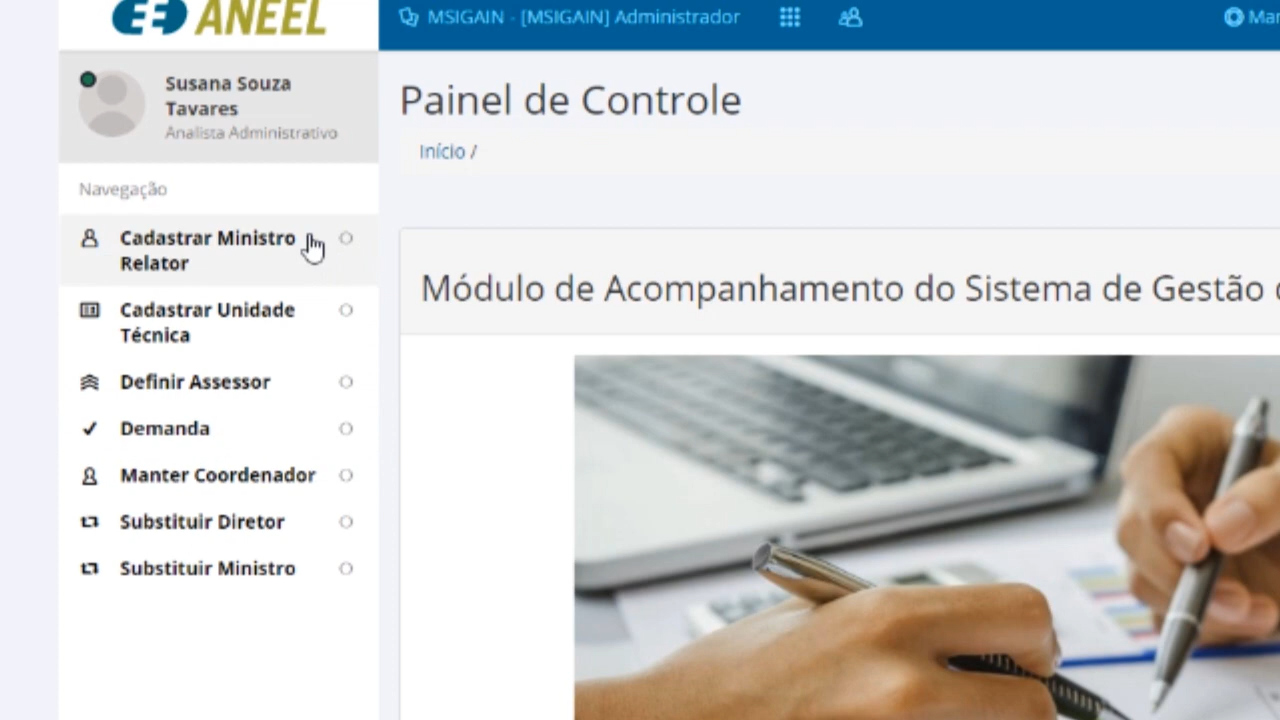 ANEEL
MSIGAIN - [MSIGAIN] Administrador
Susana Souza
Tavares
Analista Administrativo
Navegação
Cadastrar Ministro
Relator
Cadastrar Unidade
Técnica
Definir Assessor
Demanda
Manter Coordenador
Substituir Diretor
Substituir Ministro
Painel de Controle
Início /
Módulo de Acompanhamento do Sistema de Gestão